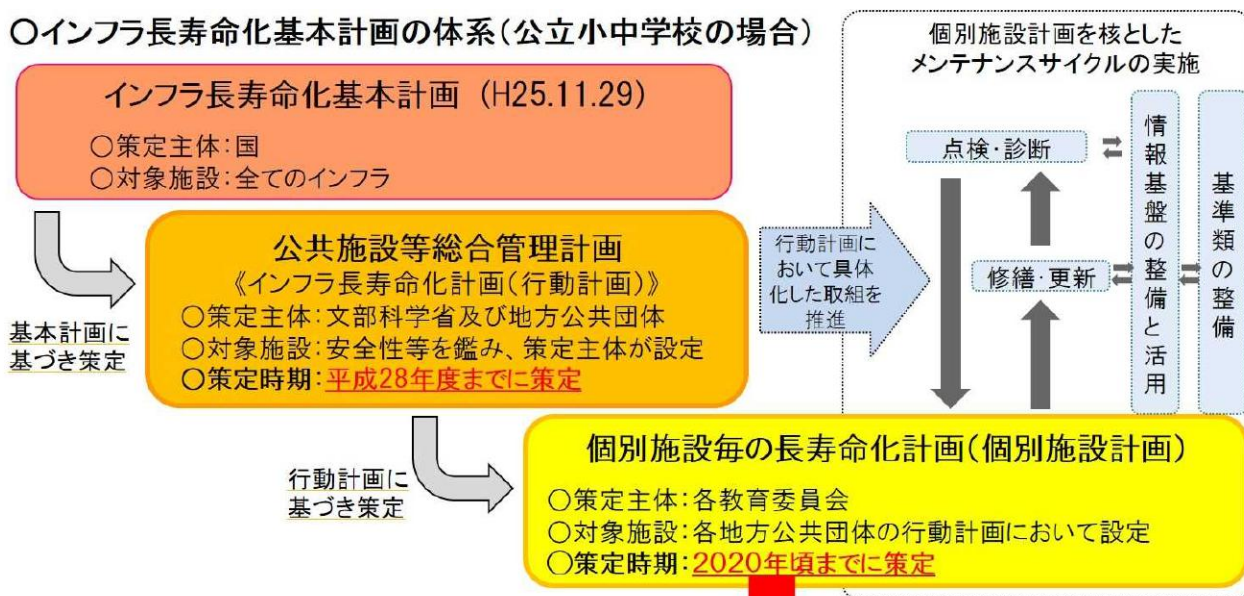 〇インフラ長寿命化基本計画の体系(公立小中学校の場合)
インフラ長寿命化基本計画 (H25.11.29)
〇策定主体:国
〇対象施設:全てのインフラ
基本計画に
基づき策定
公共施設等総合管理計画
《インフラ長寿命化計画(行動計画)》
〇策定主体:文部科学省及び地方公共団体
〇対象施設:安全性等を鑑み、策定主体が設定
〇策定時期:平成28年度までに策定
行動計画に
おいて具体
化した取組を
推進
行動計画に
基づき策定
個別施設毎の長寿命化計画(個別施設計画)
〇策定主体:各教育委員会
〇対象施設:各地方公共団体の行動計画において設定
〇策定時期:2020年頃までに策定
個別施設計画を核とした
メンテナンスサイクルの実施
点検・診断
修繕・更新
情報基盤の整備と活用
基準類の整備